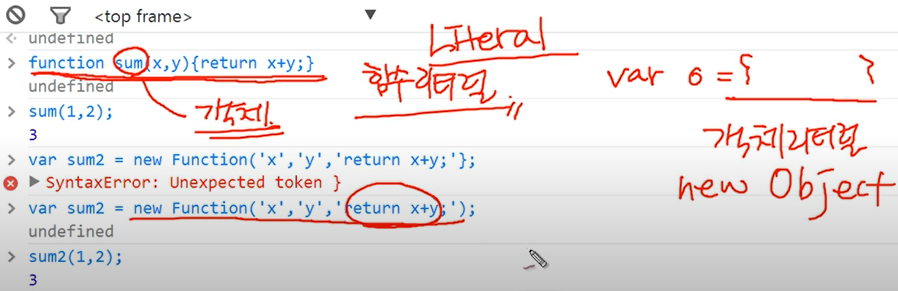 <top frame>
undefined
function sum(x,y){return x+y;}
undefined
sum(1,2);
3
var sum2 = new Function('x','y','return x+y;'};
SyntaxError: Unexpected token }
var sum2 = new Function('x','y','return x+y;');
undefined
sum2(1,2);
3
객체.
Literal
함수리터럴
var o = { }
객체리터럴
new Object